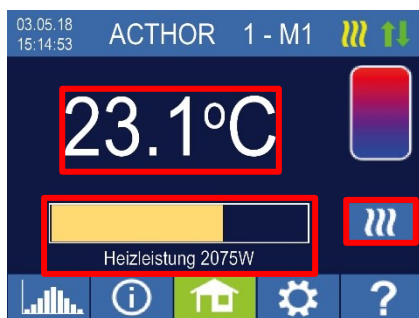 03.05.18
15:14:53
ACTHOR 1 - M1
23.1°C
Heizleistung 2075W
i
?